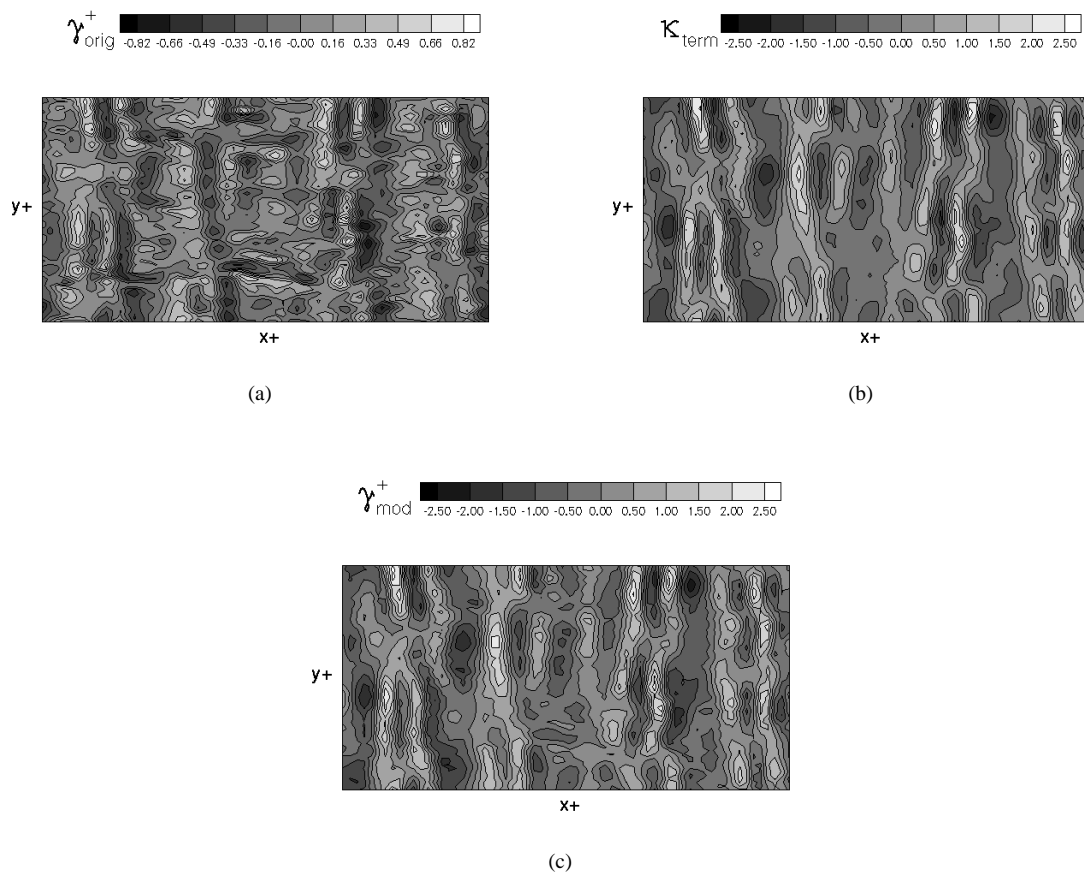 γ+orig -0.82 -0.66 -0.49 -0.33 -0.16 -0.00 0.16 0.33 0.49 0.66 0.82
κterm -2.50 -2.00 -1.50 -1.00 -0.50 0.00 0.50 1.00 1.50 2.00 2.50
y+
x+
(a)
y+
x+
(b)
γ+mod -2.50 -2.00 -1.50 -1.00 -0.50 0.00 0.50 1.00 1.50 2.00 2.50
y+
x+
(c)